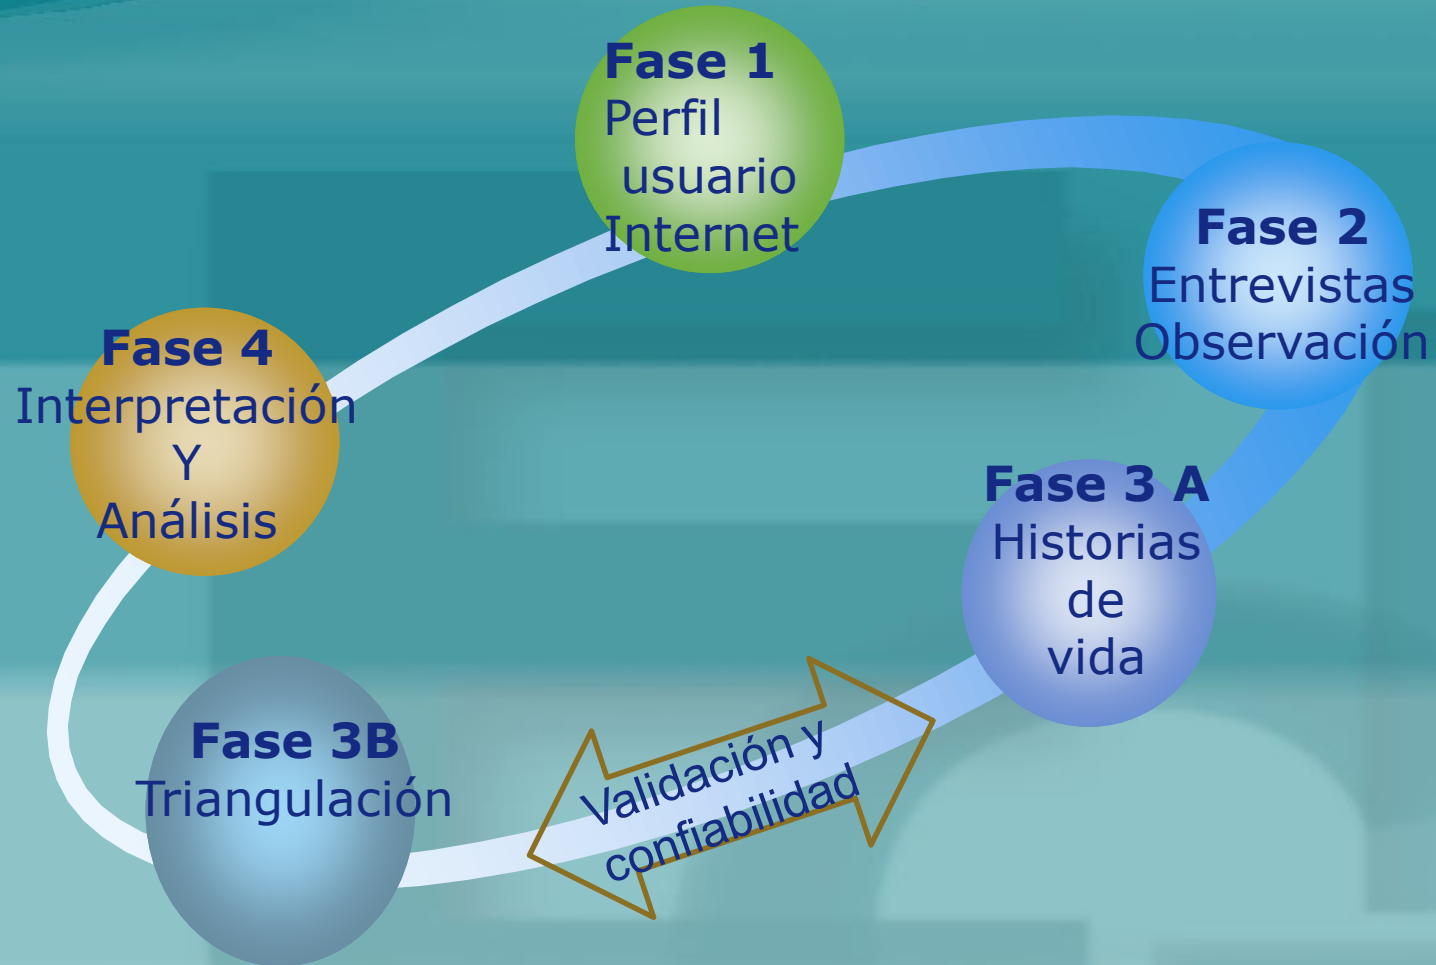 Fase 1
Perfil
usuario
Internet
Fase 2
Entrevistas
Observación
Fase 3 A
Historias
de
vida
Validación y
confiabilidad
Fase 3B
Triangulación
Fase 4
Interpretación
Y
Análisis